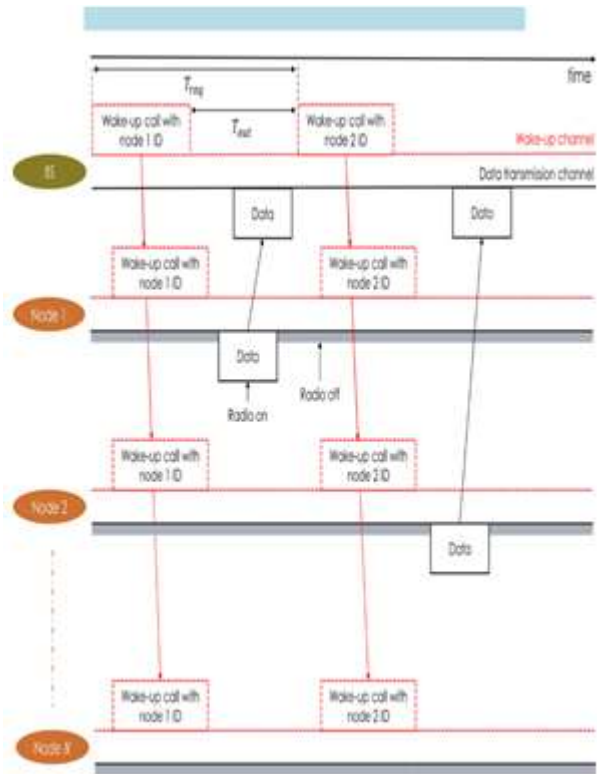 time
T_req
Wake-up call with
node 1 ID
T_out
Wake-up call with
node 2 ID
Wake-up channel
BS
Data transmission channel
Data
Data
Wake-up call with
node 1 ID
Wake-up call with
node 2 ID
Node 1
Data
Radio on
Radio off
Wake-up call with
node 1 ID
Wake-up call with
node 2 ID
Node 2
Data
Wake-up call with
node 1 ID
Wake-up call with
node 2 ID
Node N